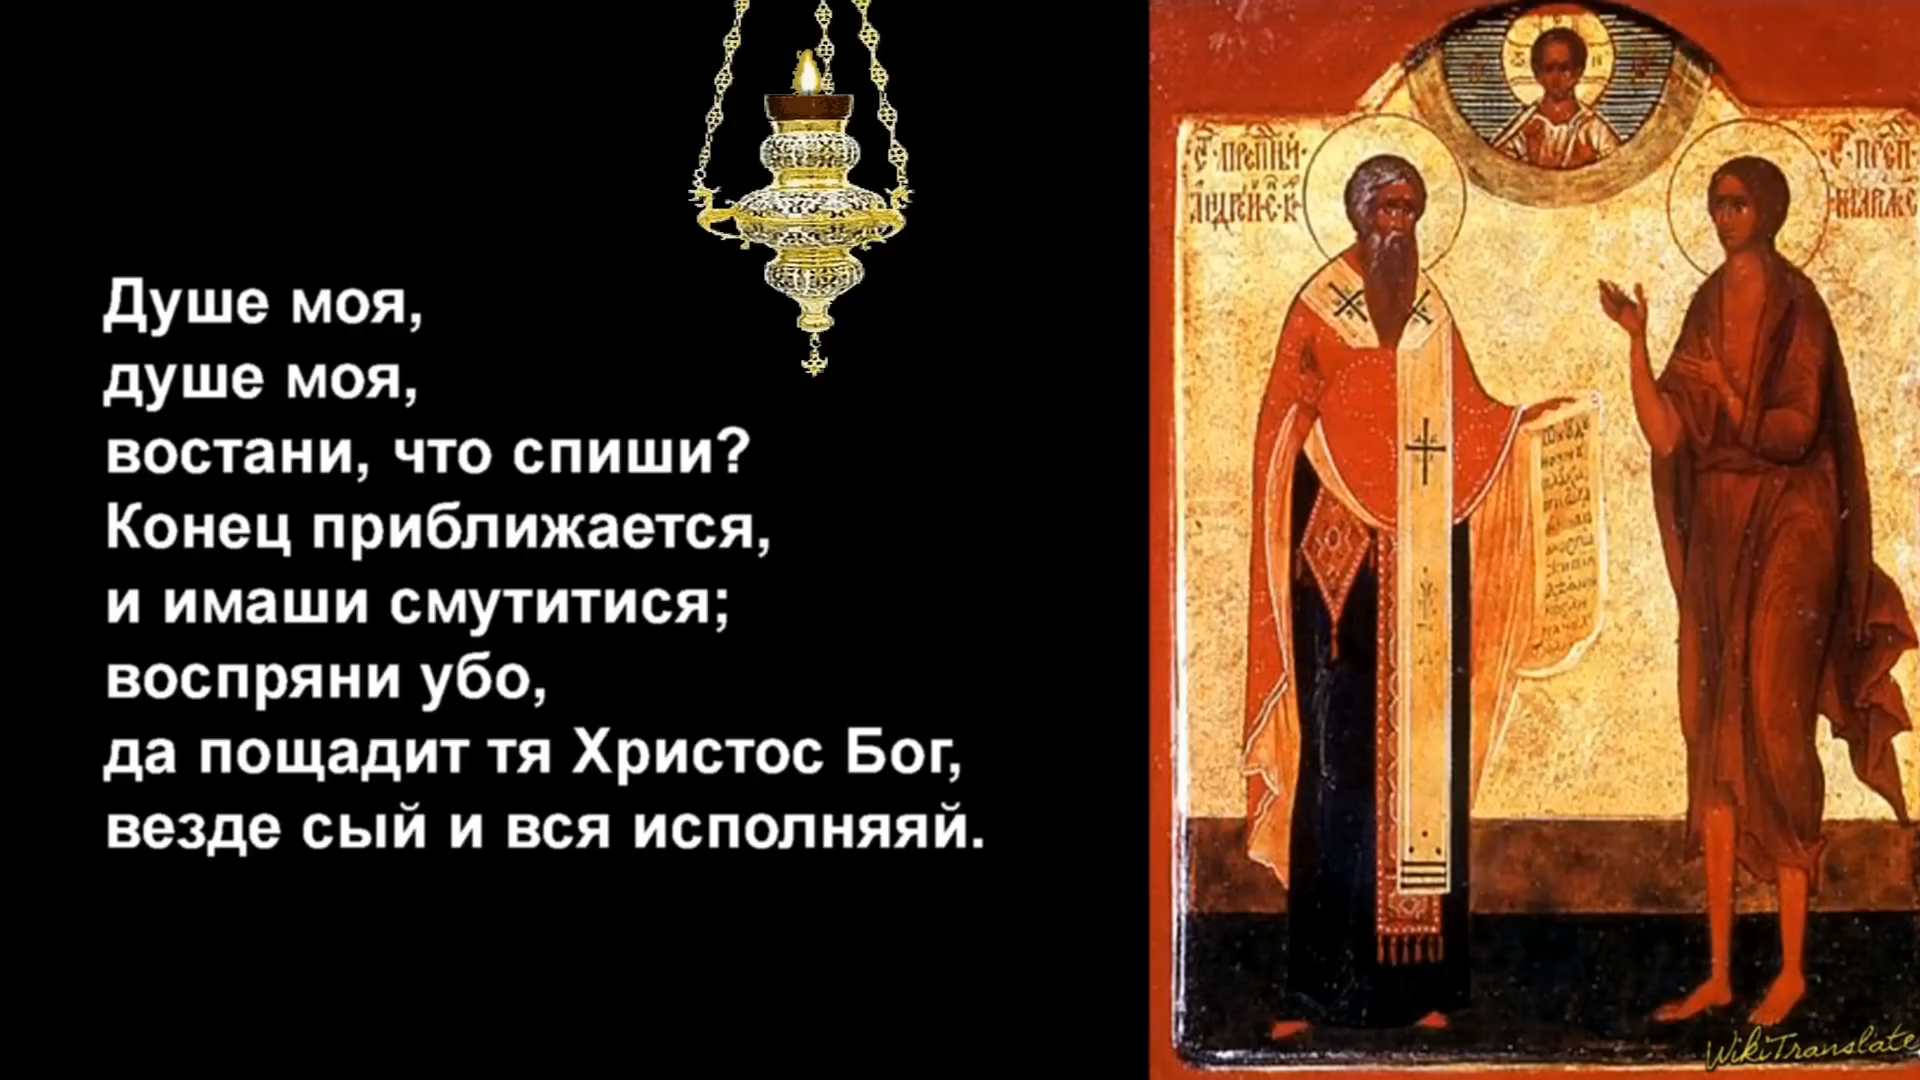 Душе моя,
душе моя,
востани, что спиши?
Конец приближается,
и имаши смутитися;
воспряни убо,
да пощадит тя Христос Бог,
везде сый и вся исполняяй.
WikiTranslate